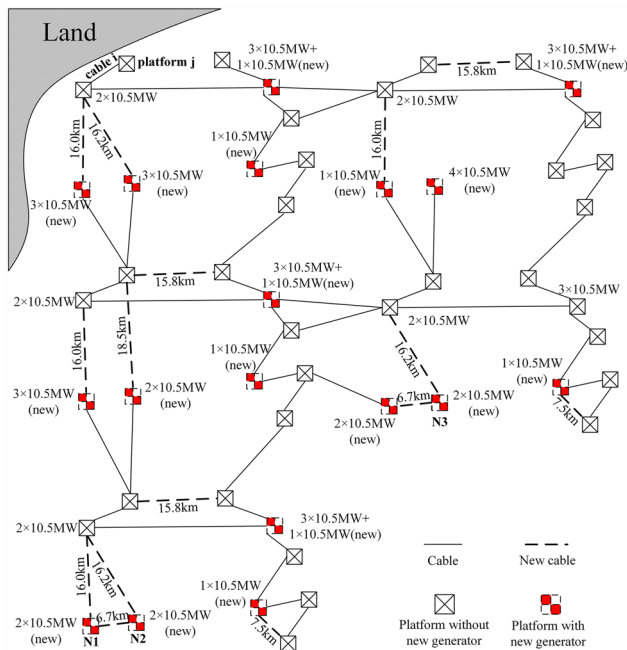 Land
cable
platform j
3×10.5MW+
1×10.5MW(new)
3×10.5MW+
1×10.5MW(new)
15.8km
2×10.5MW
2×10.5MW
16.0km
16.2km
1×10.5MW
(new)
16.0km
3×10.5MW
(new)
3×10.5MW
(new)
1×10.5MW
(new)
4×10.5MW
(new)
15.8km
3×10.5MW+
1×10.5MW(new)
3×10.5MW
2×10.5MW
2×10.5MW
16.0km
18.5km
1×10.5MW
(new)
16.2km
1×10.5MW
(new)
3×10.5MW
(new)
2×10.5MW
(new)
6.7km
2×10.5MW
(new)
N3
2×10.5MW
(new)
7.5km
15.8km
2×10.5MW
3×10.5MW+
1×10.5MW(new)
16.0km
16.2km
1×10.5MW
(new)
6.7km
2×10.5MW
(new)
N1
N2
2×10.5MW
(new)
7.5km
Cable
New cable
Platform without
new generator
Platform with
new generator